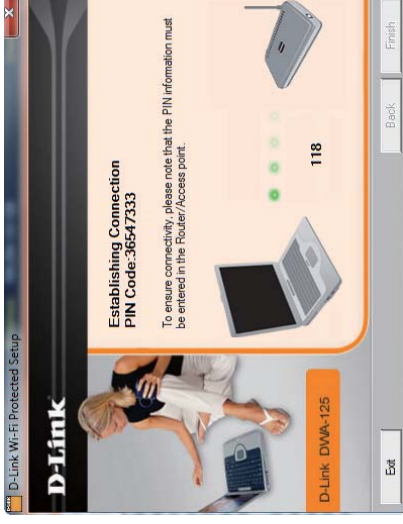 D-Link Wi-Fi Protected Setup
D-Link
Establishing Connection
PIN Code:36547333
To ensure connectivity, please note that the PIN information must
be entered in the Router/Access point.
118
D-Link DWA-125
Exit
Back
Finish